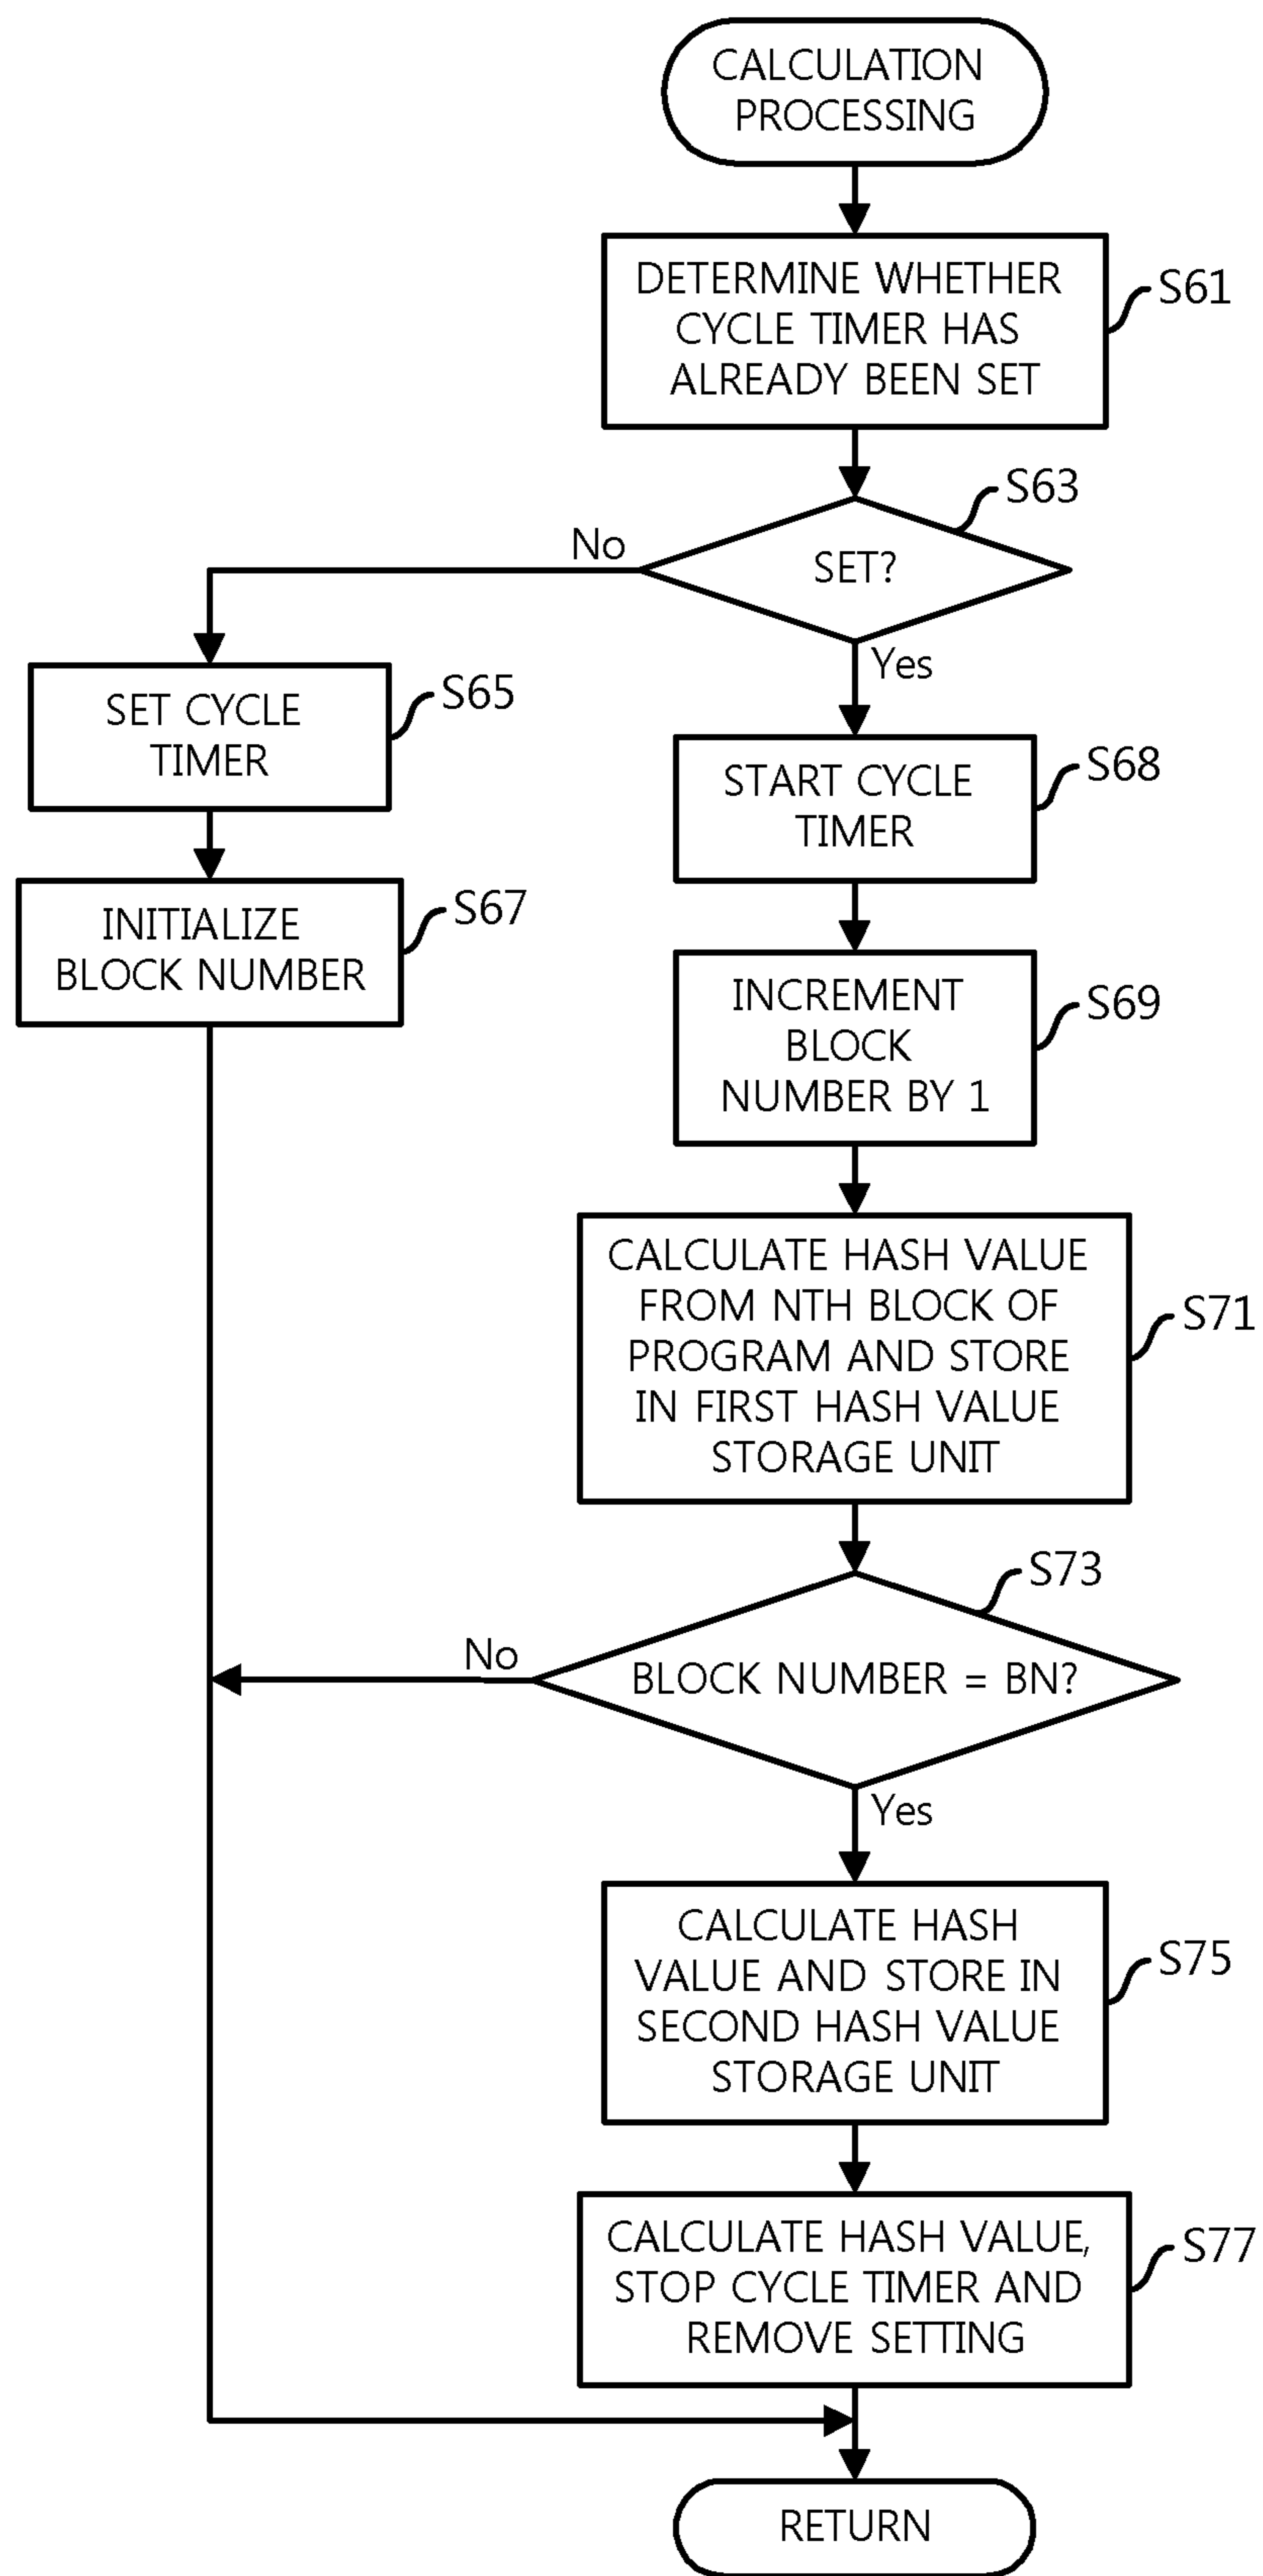 CALCULATION
PROCESSING
DETERMINE WHETHER
CYCLE TIMER HAS
ALREADY BEEN SET
S61
S63
SET?
No
Yes
SET CYCLE
TIMER
S65
INITIALIZE
BLOCK NUMBER
S67
START CYCLE
TIMER
S68
INCREMENT
BLOCK
NUMBER BY 1
S69
CALCULATE HASH VALUE
FROM NTH BLOCK OF
PROGRAM AND STORE
IN FIRST HASH VALUE
STORAGE UNIT
S71
S73
BLOCK NUMBER = BN?
No
Yes
CALCULATE HASH
VALUE AND STORE IN
SECOND HASH VALUE
STORAGE UNIT
S75
CALCULATE HASH VALUE,
STOP CYCLE TIMER AND
REMOVE SETTING
S77
RETURN